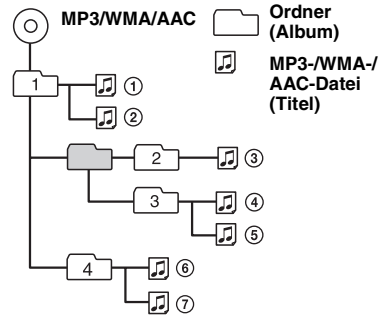 MP3/WMA/AAC
Ordner
(Album)
MP3-/WMA-/
AAC-Datei
(Titel)
1
①
②
2
③
3
④
⑤
4
⑥
⑦